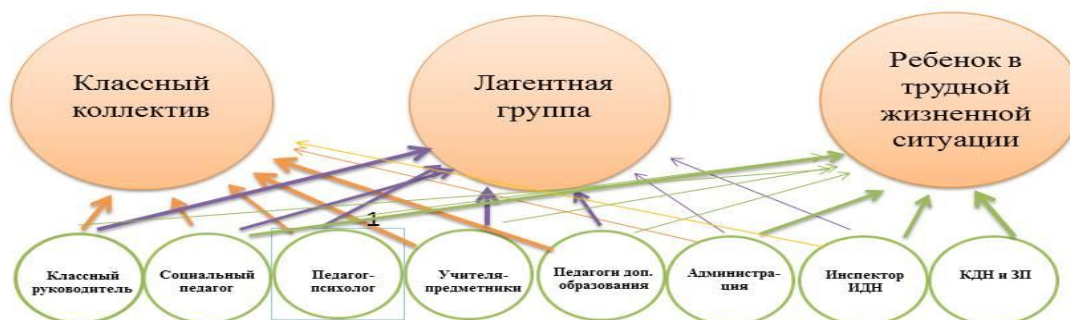 Классный
коллектив
Латентная
группа
Ребенок в
трудной
жизненной
ситуации
1
Классный
руководитель
Социальный
педагог
Педагог-
психолог
Учителя-
предметники
Педагоги доп.
образования
Администра-
ция
Инспектор
ИДН
КДН и ЗП